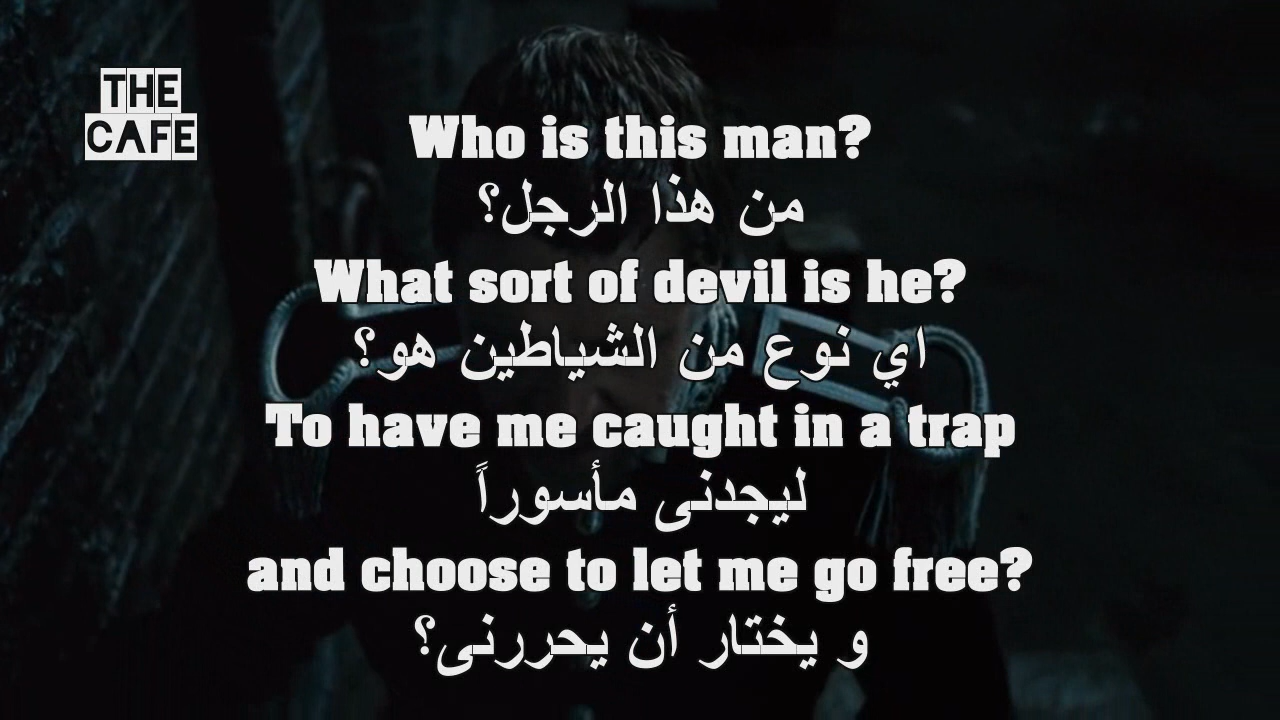 THE
CAFE
Who is this man?
من هذا الرجل؟
What sort of devil is he?
اي نوع من الشياطين هو؟
To have me caught in a trap
ليجدنى مأسوراً
and choose to let me go free?
و يختار أن يحررنى؟